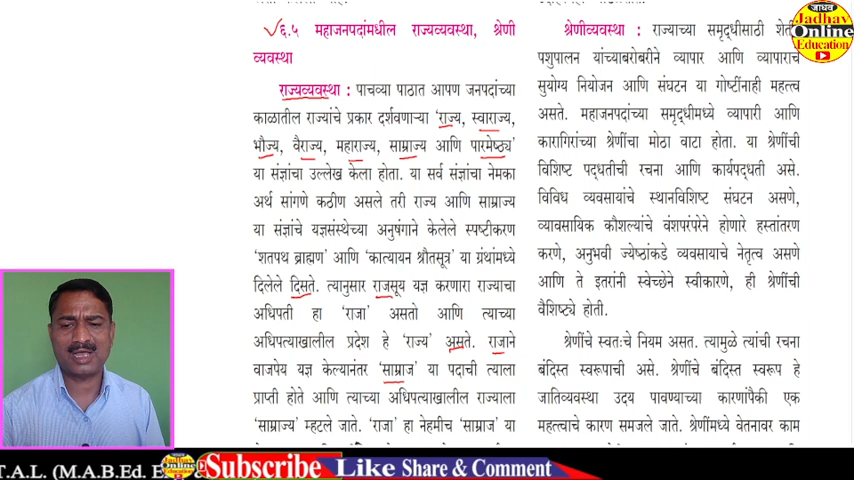 ✓६.५ महाजनपदांमधील राज्यव्यवस्था, श्रेणी
व्यवस्था
राज्यव्यवस्था : पाचव्या पाठात आपण जनपदांच्या
काळातील राज्यांचे प्रकार दर्शवणाऱ्या ‘राज्य, स्वाराज्य,
भौज्य, वैराज्य, महाराज्य, साम्राज्य आणि पारमेष्ठ्य’
या संज्ञांचा उल्लेख केला होता. या सर्व संज्ञांचा नेमका
अर्थ सांगणे कठीण असले तरी राज्य आणि साम्राज्य
या संज्ञांचे यज्ञसंस्थेच्या अनुषंगाने केलेले स्पष्टीकरण
‘शतपथ ब्राह्मण’ आणि ‘कात्यायन श्रौतसूत्र’ या ग्रंथांमध्ये
दिलेले दिसते. त्यानुसार राजसूय यज्ञ करणारा राज्याचा
अधिपती हा ‘राजा’ असतो आणि त्याच्या
अधिपत्याखालील प्रदेश हे ‘राज्य’ असते. राजाने
वाजपेय यज्ञ केल्यानंतर ‘साम्राज’ या पदाची त्याला
प्राप्ती होते आणि त्याच्या अधिपत्याखालील राज्याला
‘साम्राज्य’ म्हटले जाते. ‘राजा’ हा नेहमीच ‘साम्राज’ या
श्रेणीव्यवस्था : राज्याच्या समृद्धीसाठी
पशुपालन यांच्याबरोबरीने व्यापार आणि व्यापाराचे
सुयोग्य नियोजन आणि संघटन या गोष्टींनाही महत्त्व
असते. महाजनपदांच्या समृद्धीमध्ये व्यापारी आणि
कारागिरांच्या श्रेणींचा मोठा वाटा होता. या श्रेणींची
विशिष्ट पद्धतीची रचना आणि कार्यपद्धती असे.
विविध व्यवसायांचे स्थानविशिष्ट संघटन असणे,
व्यावसायिक कौशल्यांचे वंशपरंपरेने होणारे हस्तांतरण
करणे, अनुभवी ज्येष्ठांकडे व्यवसायाचे नेतृत्व असणे
आणि ते इतरांनी स्वेच्छेने स्वीकारणे, ही श्रेणींची
वैशिष्ट्ये होती.
श्रेणींचे स्वतःचे नियम असत. त्यामुळे त्यांची रचना
बंदिस्त स्वरूपाची असे. श्रेणींचे बंदिस्त स्वरूप हे
जातिव्यवस्था उदय पावण्याच्या कारणांपैकी एक
महत्त्वाचे कारण समजले जाते. श्रेणींमध्ये वेतनावर काम
जाधव
Jadhav
Online
Education
T.A.L. (M.A.B.Ed. E
Jadhav
Online
Education
Subscribe Like Share & Comment